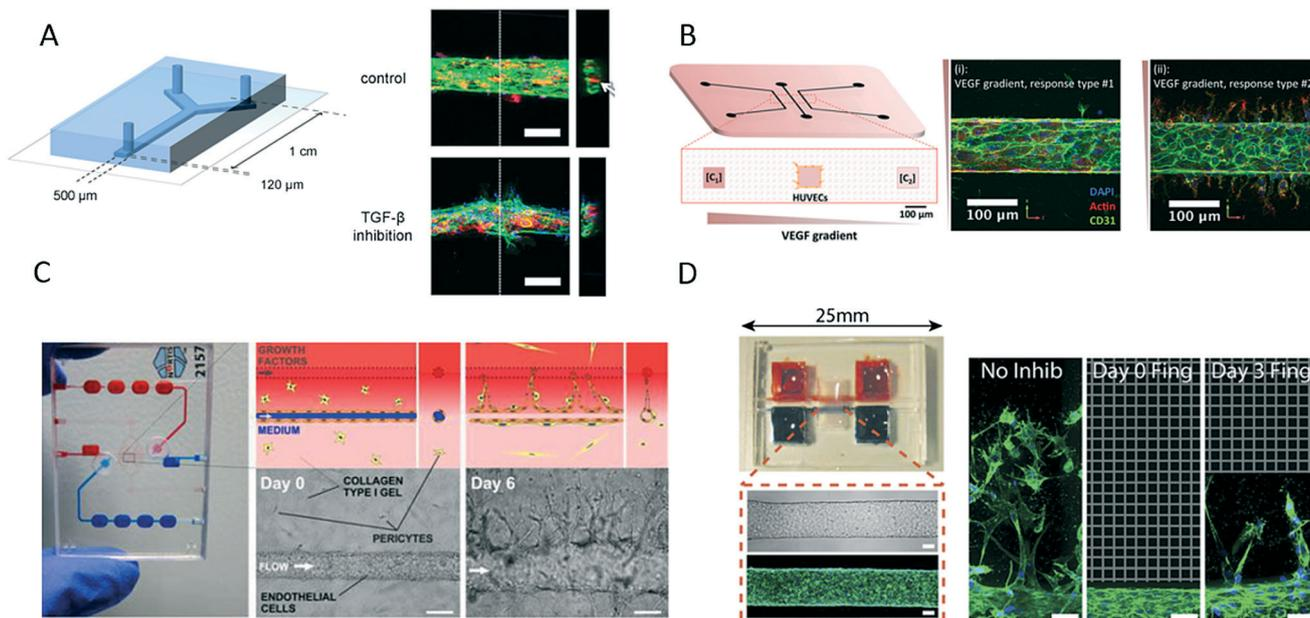 A
control
TGF-β
inhibition
1 cm
120 µm
500 µm
B
(i):
VEGF gradient, response type #1
(ii):
VEGF gradient, response type #2
[C₁]
[C₂]
HUVECs
100 µm
VEGF gradient
DAPI
Actin
CD31
100 µm
100 µm
C
2157
NORTIS
GROWTH
FACTORS
MEDIUM
Day 0
COLLAGEN
TYPE I GEL
PERICYTES
FLOW
ENDOTHELIAL
CELLS
Day 6
D
25mm
No Inhib
Day 0 Fing
Day 3 Fing